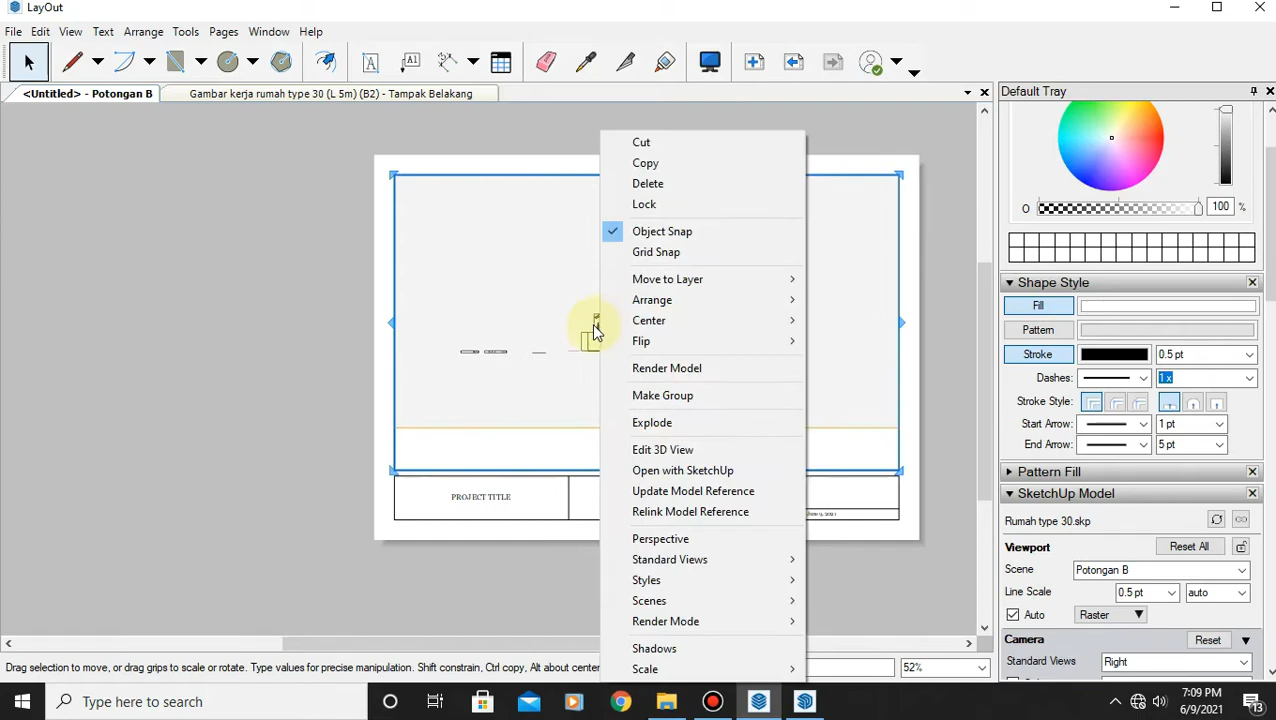 LayOut
File Edit View Text Arrange Tools Pages Window Help
<Untitled> - Potongan B
Gambar kerja rumah type 30 (L 5m) (B2) - Tampak Belakang
Default Tray
O
100
%
Cut
Copy
Delete
Lock
Object Snap
Grid Snap
Move to Layer
Arrange
Center
Flip
Render Model
Make Group
Explode
Edit 3D View
Open with SketchUp
Update Model Reference
Relink Model Reference
Perspective
Standard Views
Styles
Scenes
Render Mode
Shadows
Scale
PROJECT TITLE
Shape Style
Fill
Pattern
Stroke
0.5 pt
Dashes:
1 x
Stroke Style:
Start Arrow:
1 pt
End Arrow:
5 pt
Pattern Fill
SketchUp Model
Rumah type 30.skp
Viewport
Reset All
Scene
Potongan B
Line Scale
0.5 pt
auto
Auto
Raster
Camera
Reset
Standard Views
Right
Drag selection to move, or drag grips to scale or rotate. Type values for precise manipulation. Shift constrain, Ctrl copy, Alt about cente
52%
Type here to search
7:09 PM
6/9/2021
13